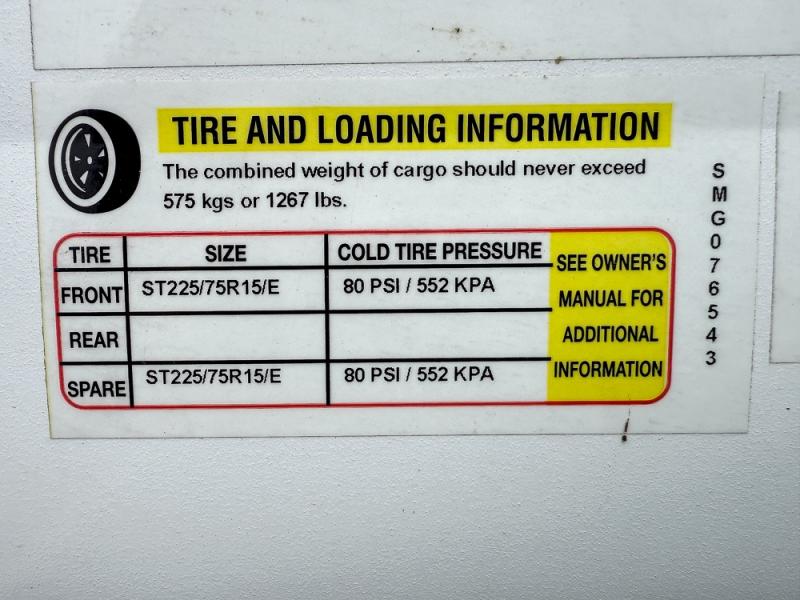 TIRE AND LOADING INFORMATION
The combined weight of cargo should never exceed
575 kgs or 1267 lbs.
TIRE SIZE COLD TIRE PRESSURE
FRONT ST225/75R15/E 80 PSI / 552 KPA
REAR
SPARE ST225/75R15/E 80 PSI / 552 KPA
SEE OWNER'S
MANUAL FOR
ADDITIONAL
INFORMATION
SMG076543